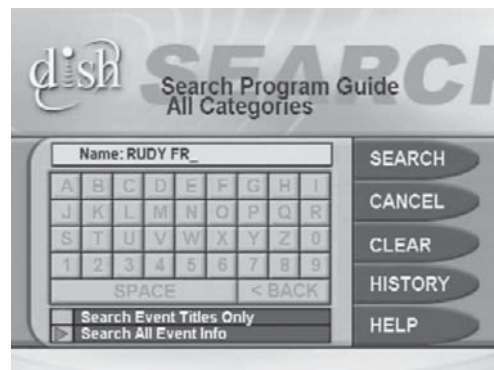 dish
SEARCH
Search Program Guide
All Categories
Name: RUDY FR_
A B C D E F G H I
J K L M N O P Q R
S T U V W X Y Z 0
1 2 3 4 5 6 7 8 9
SPACE < BACK
Search Event Titles Only
Search All Event Info
SEARCH
CANCEL
CLEAR
HISTORY
HELP